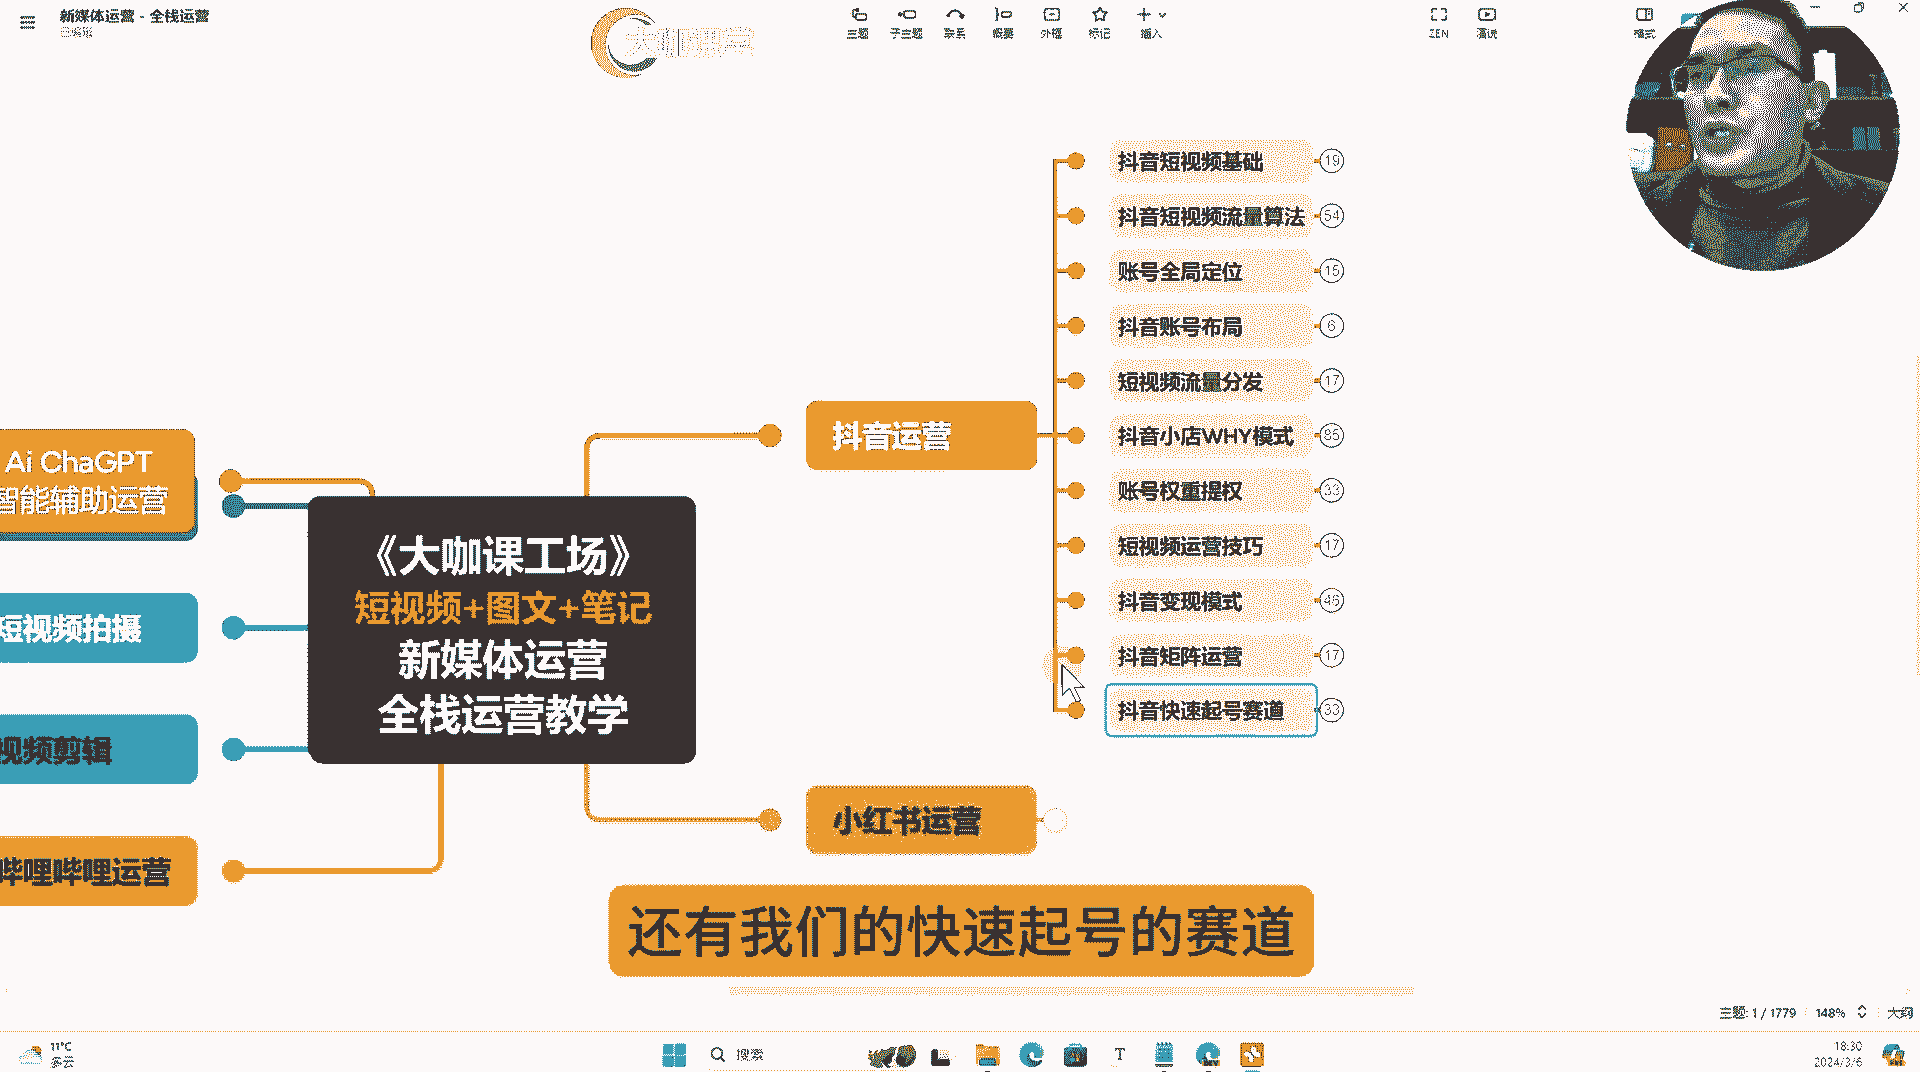 新媒体运营 - 全栈运营
已编辑
大咖课堂
主题
子主题
联系
概要
外框
标记
插入
ZEN
演说
格式
抖音短视频基础
19
抖音短视频流量算法
54
账号全局定位
15
抖音账号布局
6
短视频流量分发
17
抖音运营
抖音小店WHY模式
85
账号权重提权
33
短视频运营技巧
17
抖音变现模式
46
抖音矩阵运营
17
抖音快速起号赛道
33
Ai ChaGPT
智能辅助运营
短视频拍摄
视频剪辑
哔哩哔哩运营
《大咖课工场》
短视频+图文+笔记
新媒体运营
全栈运营教学
小红书运营
还有我们的快速起号的赛道
主题: 1 / 1779
148%
大纲
11°C
多云
搜索
18:30
2024/3/6